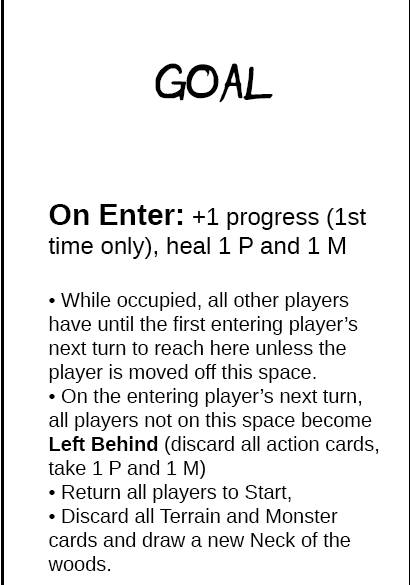 GOAL
On Enter: +1 progress (1st
time only), heal 1 P and 1 M
• While occupied, all other players
have until the first entering player’s
next turn to reach here unless the
player is moved off this space.
• On the entering player’s next turn,
all players not on this space become
Left Behind (discard all action cards,
take 1 P and 1 M)
• Return all players to Start,
• Discard all Terrain and Monster
cards and draw a new Neck of the
woods.